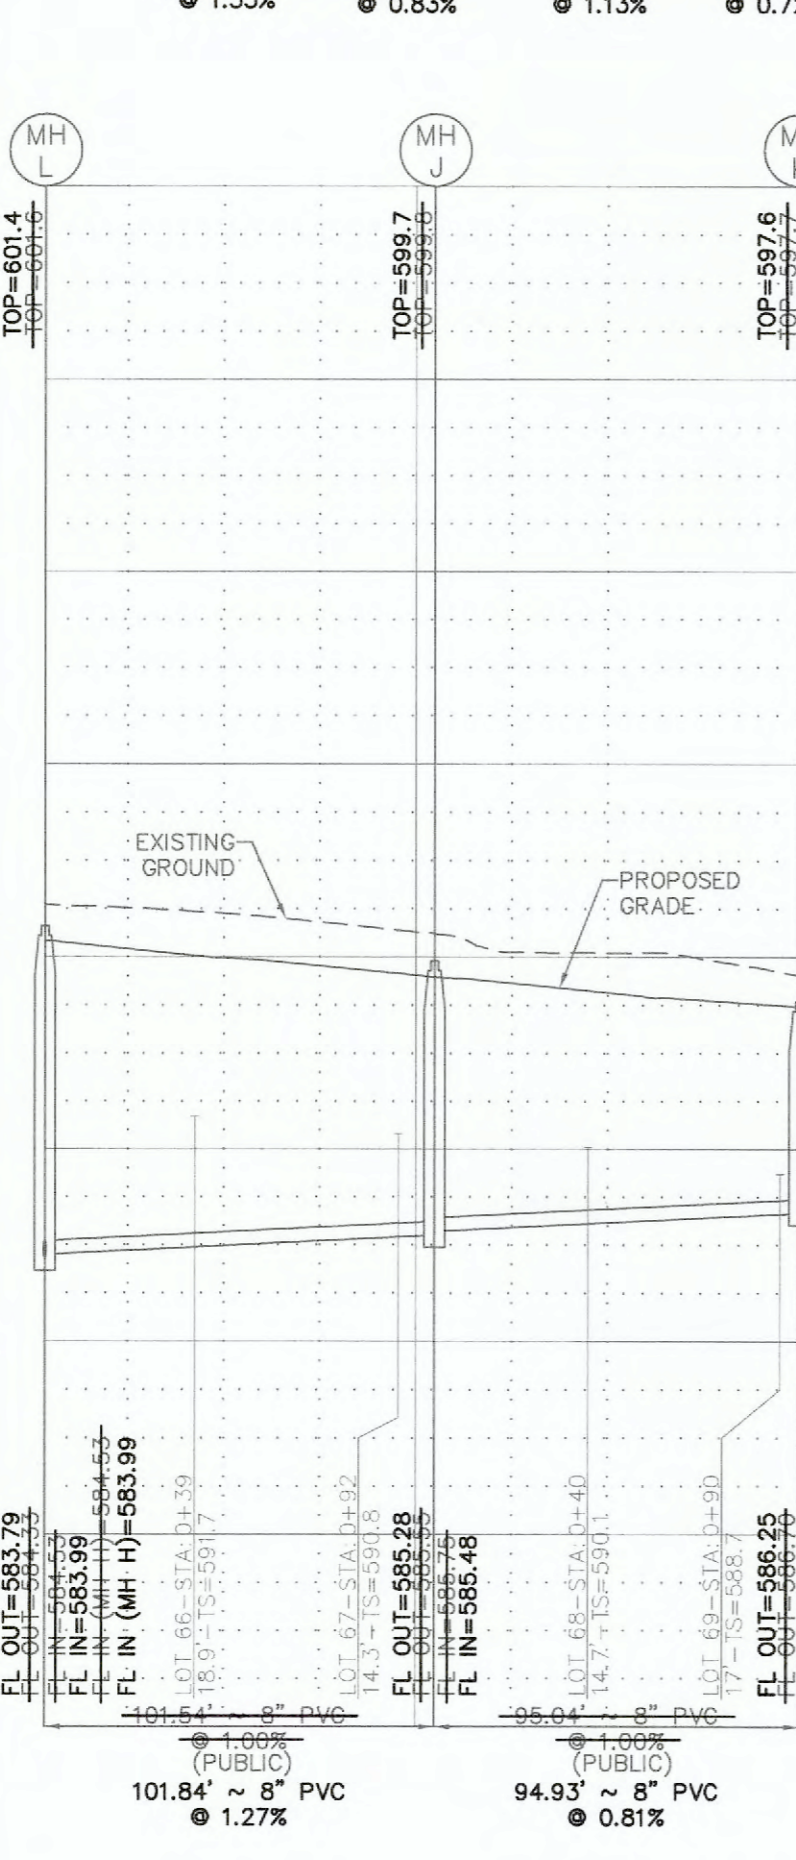 @ 0.83%
@ 1.13%
MH
L
MH
J
TOP=601.4
TOP=601.6
TOP=599.7
TOP=599.8
TOP=597.6
TOP=597.7
EXISTING
GROUND
PROPOSED
GRADE
FL OUT=583.79
FL OUT=584.33
FL IN=584.53
FL IN=583.99
FL IN (MH H)=584.53
FL IN (MH H)=583.99
LOT 66-STA: 0+39
18.9'-TS=591.7
LOT 67-STA: 0+92
14.3'-TS=590.8
FL OUT=585.28
FL OUT=585.55
FL IN=585.75
FL IN=585.48
LOT 68-STA: 0+40
14.7'-TS=590.1
LOT 69-STA: 0+90
17'-TS=588.7
FL OUT=586.25
FL OUT=586.70
101.54' ~ 8" PVC
@ 1.00%
(PUBLIC)
101.84' ~ 8" PVC
@ 1.27%
95.04' ~ 8" PVC
@ 1.00%
(PUBLIC)
94.93' ~ 8" PVC
@ 0.81%